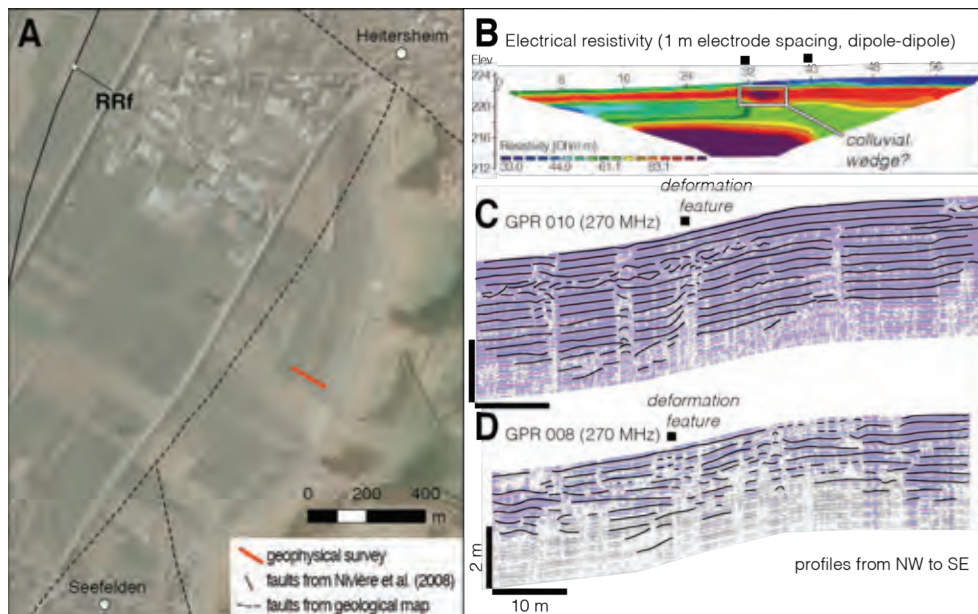 A
Heitersheim
RRf
0 200 400
m
geophysical survey
faults from Nivière et al. (2008)
faults from geological map
Seefelden
B Electrical resistivity (1 m electrode spacing, dipole-dipole)
Elev
224
0 8 16 24 32 48 56
220
216
212
Resistivity [Ohm m]
33.0 44.9 61.1 83.1
colluvial
wedge?
deformation
feature
C GPR 010 (270 MHz)
deformation
feature
D GPR 008 (270 MHz)
2 m
10 m
profiles from NW to SE